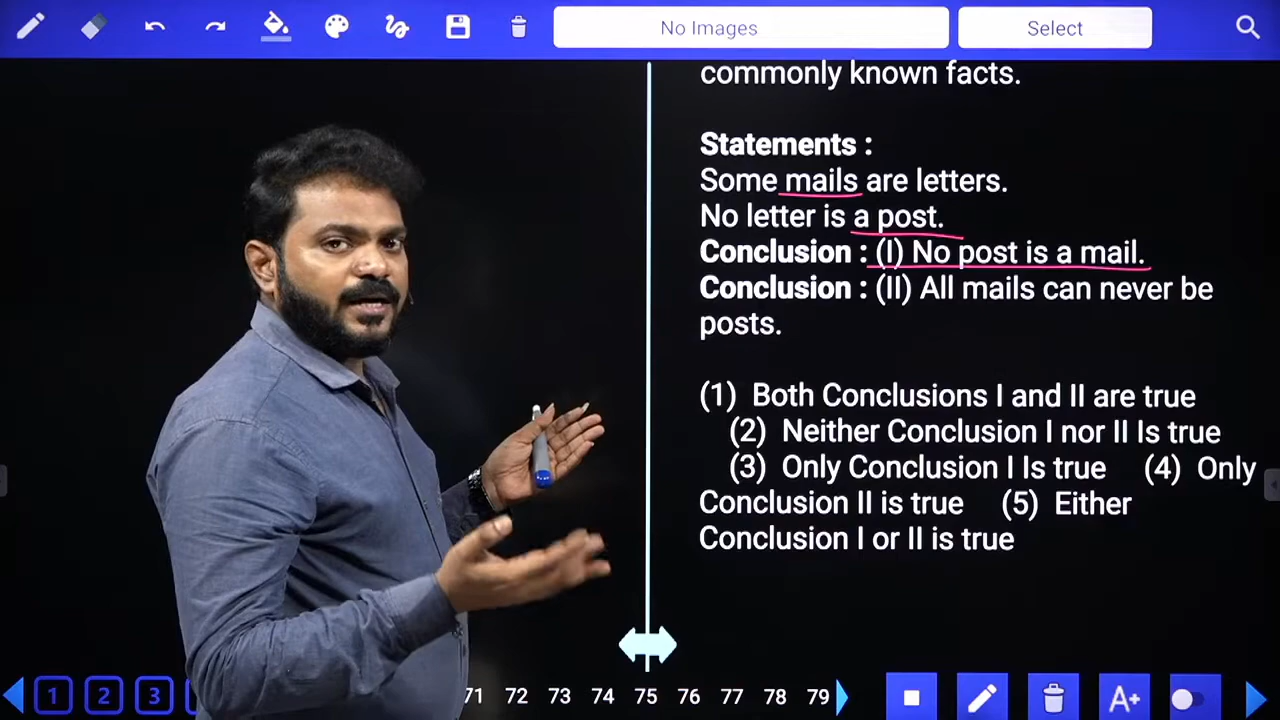 No Images
Select
commonly known facts.
Statements :
Some mails are letters.
No letter is a post.
Conclusion : (I) No post is a mail.
Conclusion : (II) All mails can never be
posts.
(1) Both Conclusions I and II are true
(2) Neither Conclusion I nor II Is true
(3) Only Conclusion I Is true (4) Only
Conclusion II is true (5) Either
Conclusion I or II is true
1 2 3 71 72 73 74 75 76 77 78 79 A+